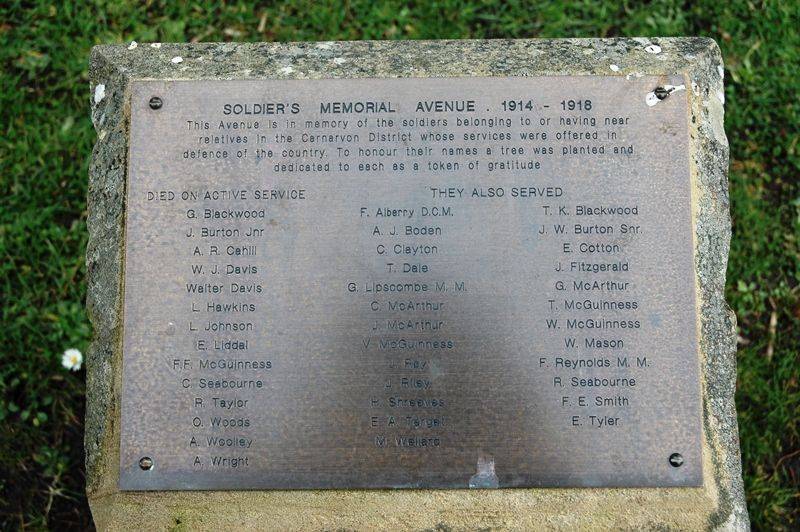 SOLDIER'S MEMORIAL AVENUE . 1914 - 1918
This Avenue is in memory of the soldiers belonging to or having near
relatives in the Carnarvon District whose services were offered in
defence of the country. To honour their names a tree was planted and
dedicated to each as a token of gratitude
DIED ON ACTIVE SERVICE
G. Blackwood
J. Burton Jnr
A. R. Cahill
W. J. Davis
Walter Davis
L. Hawkins
L. Johnson
E. Liddal
F.F. McGuinness
C. Seabourne
R. Taylor
O. Woods
A. Woolley
A. Wright
THEY ALSO SERVED
F. Alberry D.C.M.
A. J. Boden
C. Clayton
T. Dale
G. Lipscombe M. M.
C. McArthur
J. McArthur
V. McGuinness
J. Ray
J. Riley
H. Shreeves
E. A. Target
M. Wellard
T. K. Blackwood
J. W. Burton Snr.
E. Cotton
J. Fitzgerald
G. McArthur
T. McGuinness
W. McGuinness
W. Mason
F. Reynolds M. M.
R. Seabourne
F. E. Smith
E. Tyler